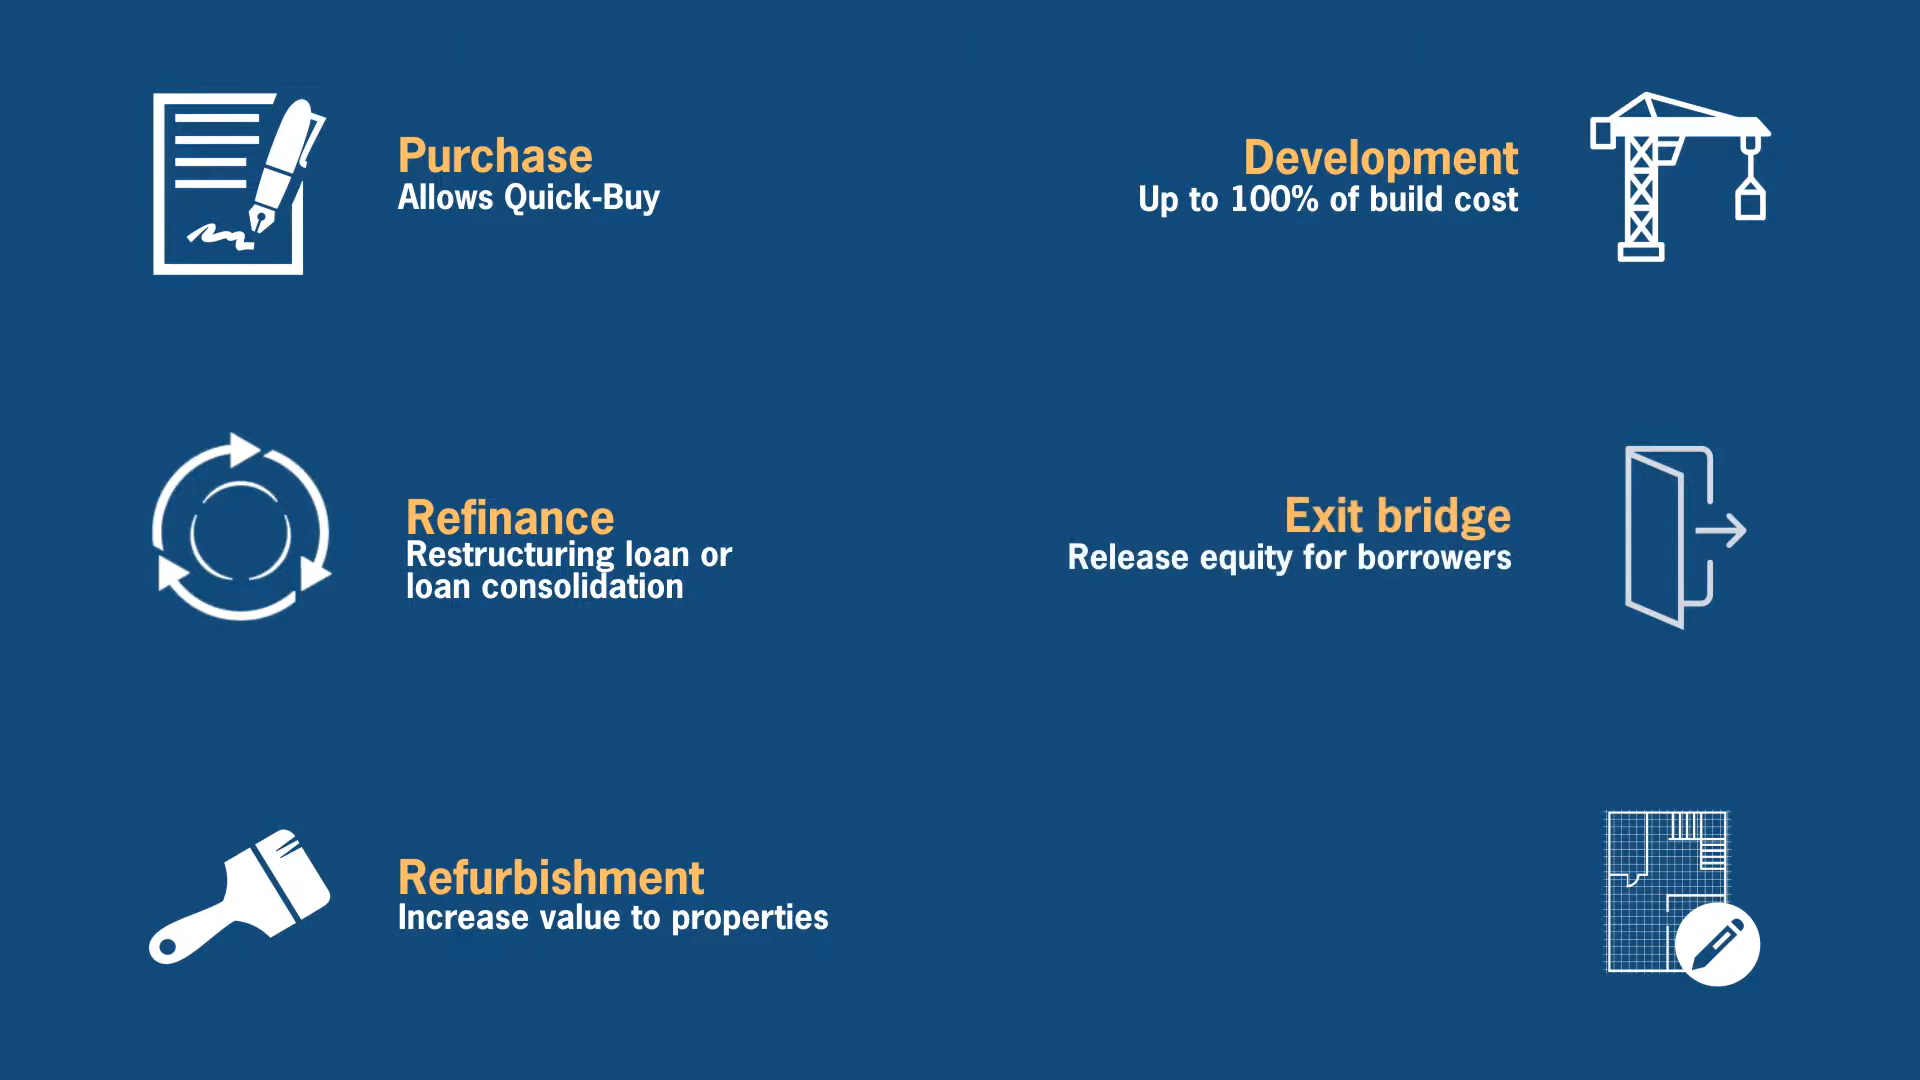 Purchase
Allows Quick-Buy
Development
Up to 100% of build cost
Refinance
Restructuring loan or
loan consolidation
Exit bridge
Release equity for borrowers
Refurbishment
Increase value to properties